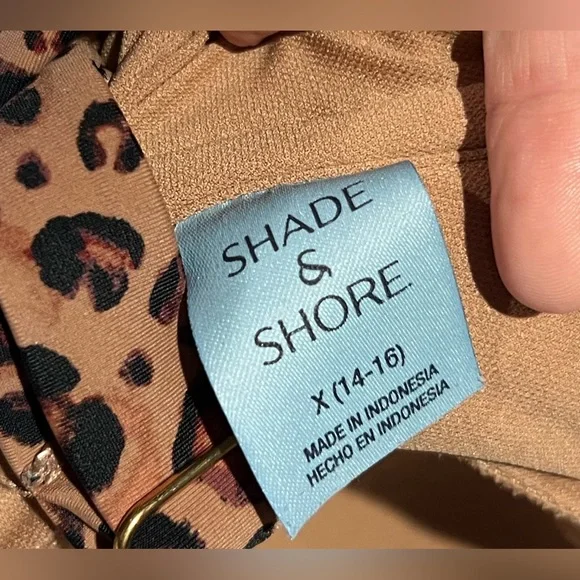 SHADE
&
SHORE.
X (14-16)
MADE IN INDONESIA
HECHO EN INDONESIA